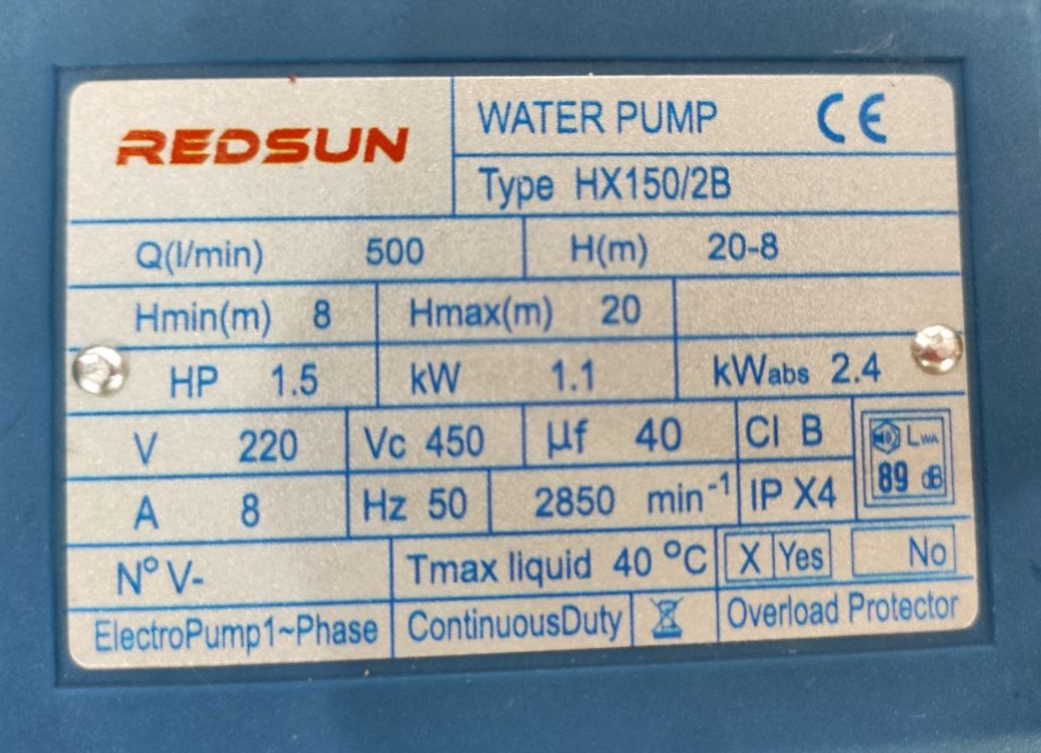 REDSUN
WATER PUMP CE
Type HX150/2B
Q(l/min) 500 H(m) 20-8
Hmin(m) 8 Hmax(m) 20
HP 1.5 kW 1.1 kWabs 2.4
V 220 Vc 450 µf 40 Cl B
LWA
89 dB
A 8 Hz 50 2850 min-1 IP X4
N° V- Tmax liquid 40 °C X Yes No
ElectroPump1~Phase ContinuousDuty Overload Protector